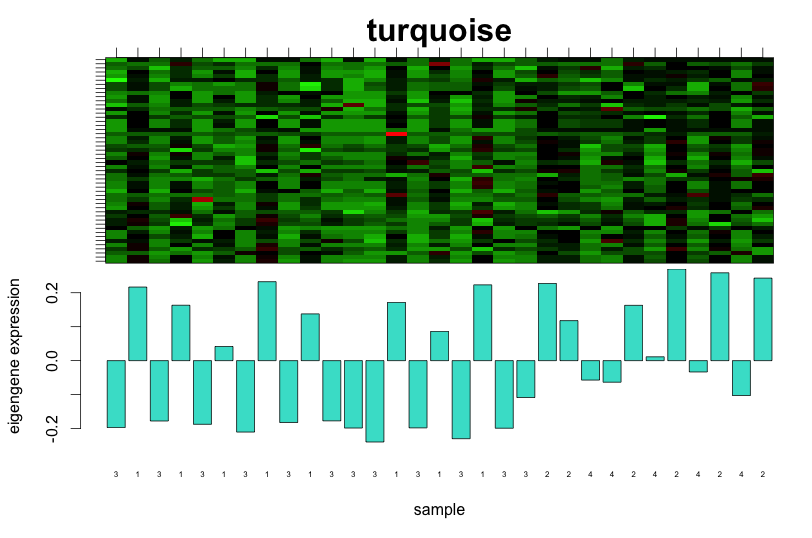 turquoise
eigengene expression
0.2
0.0
-0.2
3 1 3 1 3 1 3 1 3 1 3 3 3 1 3 1 3 1 3 3 2 2 4 4 2 4 2 4 2 4 2
sample